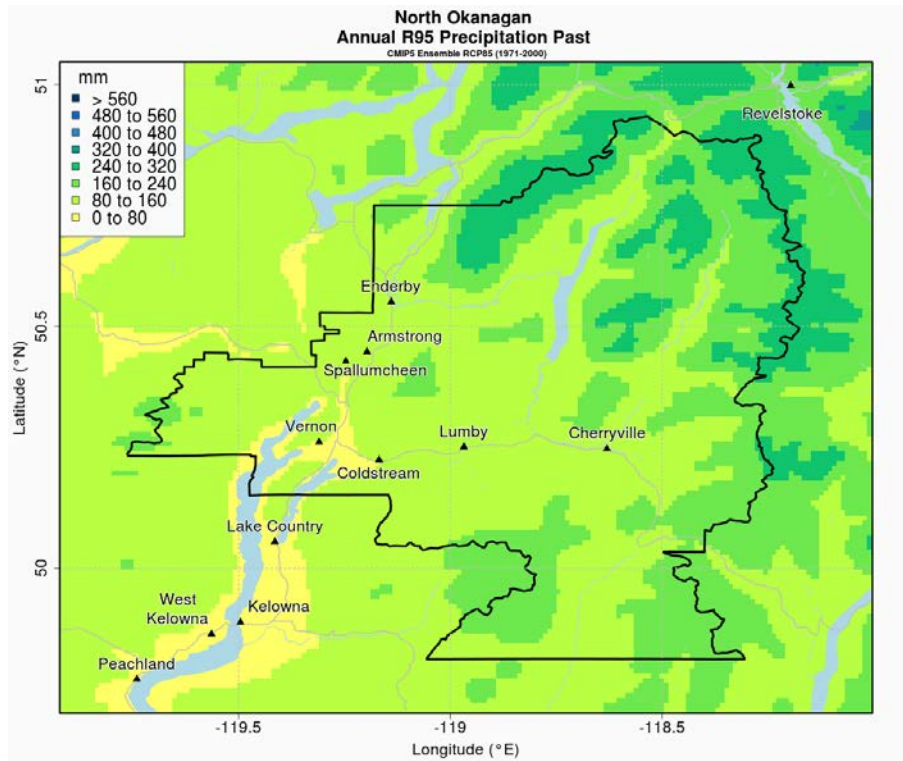 North Okanagan
Annual R95 Precipitation Past
CMIP5 Ensemble RCP85 (1971-2000)
mm
> 560
480 to 560
400 to 480
320 to 400
240 to 320
160 to 240
80 to 160
0 to 80
51
Revelstoke
Enderby
50.5
Armstrong
Spallumcheen
Vernon
Lumby
Cherryville
Coldstream
Lake Country
50
West
Kelowna
Kelowna
Peachland
-119.5
-119
-118.5
Latitude (°N)
Longitude (°E)